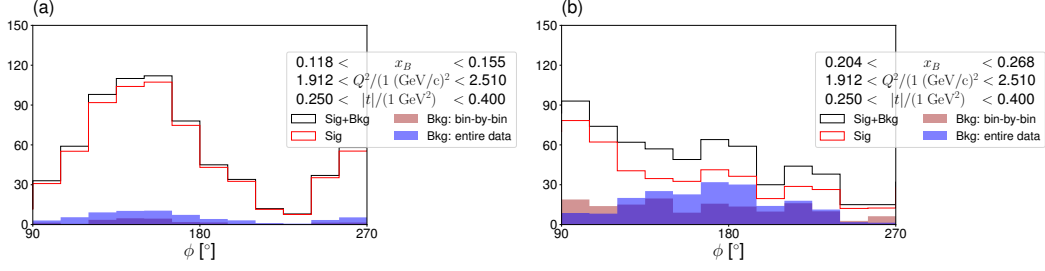 (a)
150
120
90
60
30
0
90
180
270
ϕ [°]
0.118 < x_B < 0.155
1.912 < Q²/(1 (GeV/c)² < 2.510
0.250 < |t|/(1 GeV²) < 0.400
Sig+Bkg
Bkg: bin-by-bin
Sig
Bkg: entire data
(b)
150
120
90
60
30
0
90
180
270
ϕ [°]
0.204 < x_B < 0.268
1.912 < Q²/(1 (GeV/c)² < 2.510
0.250 < |t|/(1 GeV²) < 0.400
Sig+Bkg
Bkg: bin-by-bin
Sig
Bkg: entire data